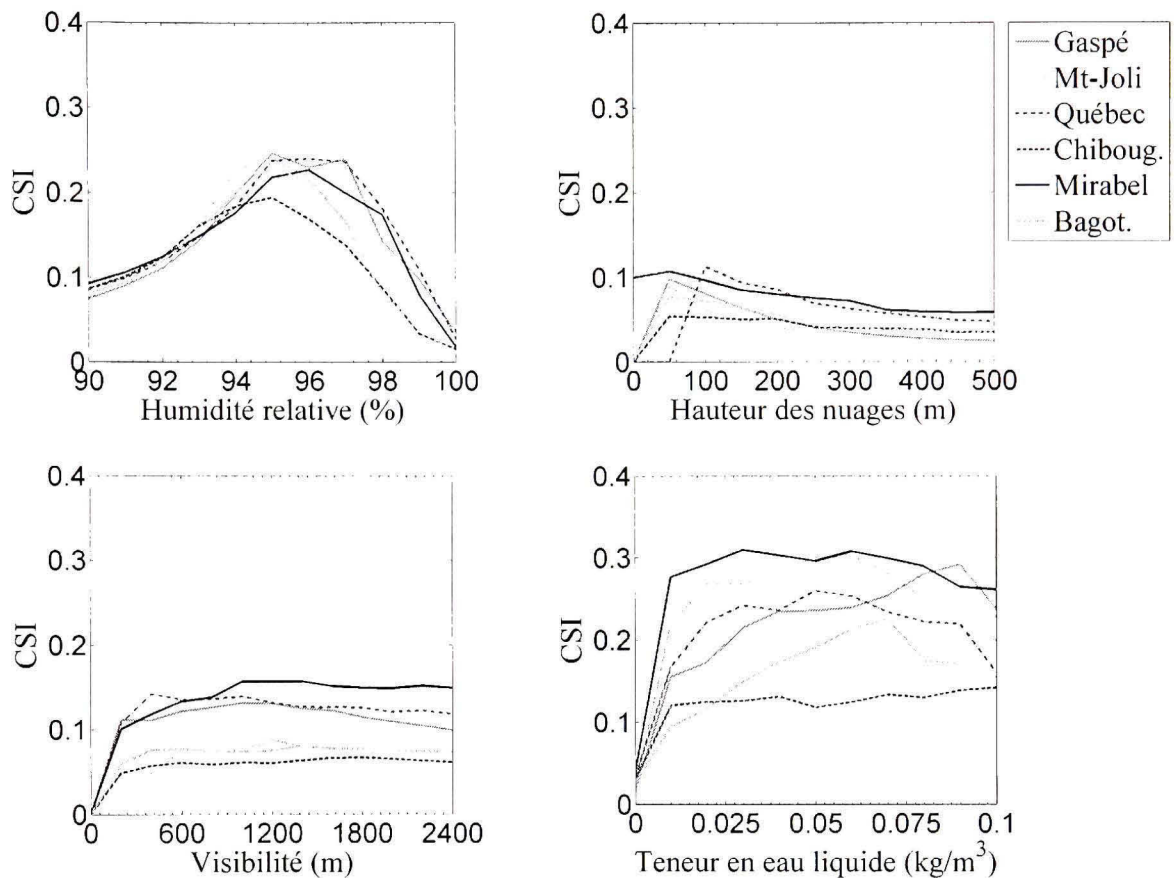 0.4
0.3
0.2
0.1
0
CSI
90 92 94 96 98 100
Humidité relative (%)
0.4
0.3
0.2
0.1
0
CSI
0 100 200 300 400 500
Hauteur des nuages (m)
Gaspé
Mt-Joli
Québec
Chiboug.
Mirabel
Bagot.
0.4
0.3
0.2
0.1
0
CSI
0 600 1200 1800 2400
Visibilité (m)
0.4
0.3
0.2
0.1
0
CSI
0 0.025 0.05 0.075 0.1
Teneur en eau liquide (kg/m³)